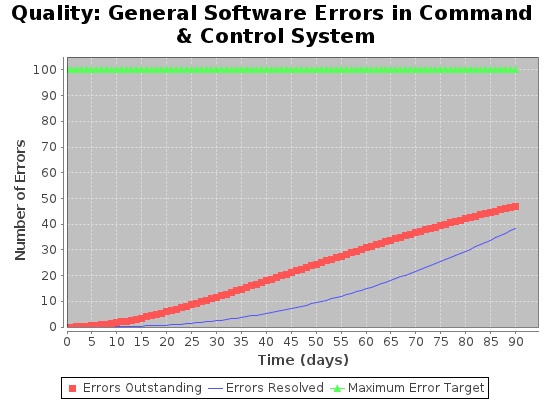 Quality: General Software Errors in Command
& Control System
Number of Errors
100
90
80
70
60
50
40
30
20
10
0
0 5 10 15 20 25 30 35 40 45 50 55 60 65 70 75 80 85 90
Time (days)
Errors Outstanding Errors Resolved Maximum Error Target